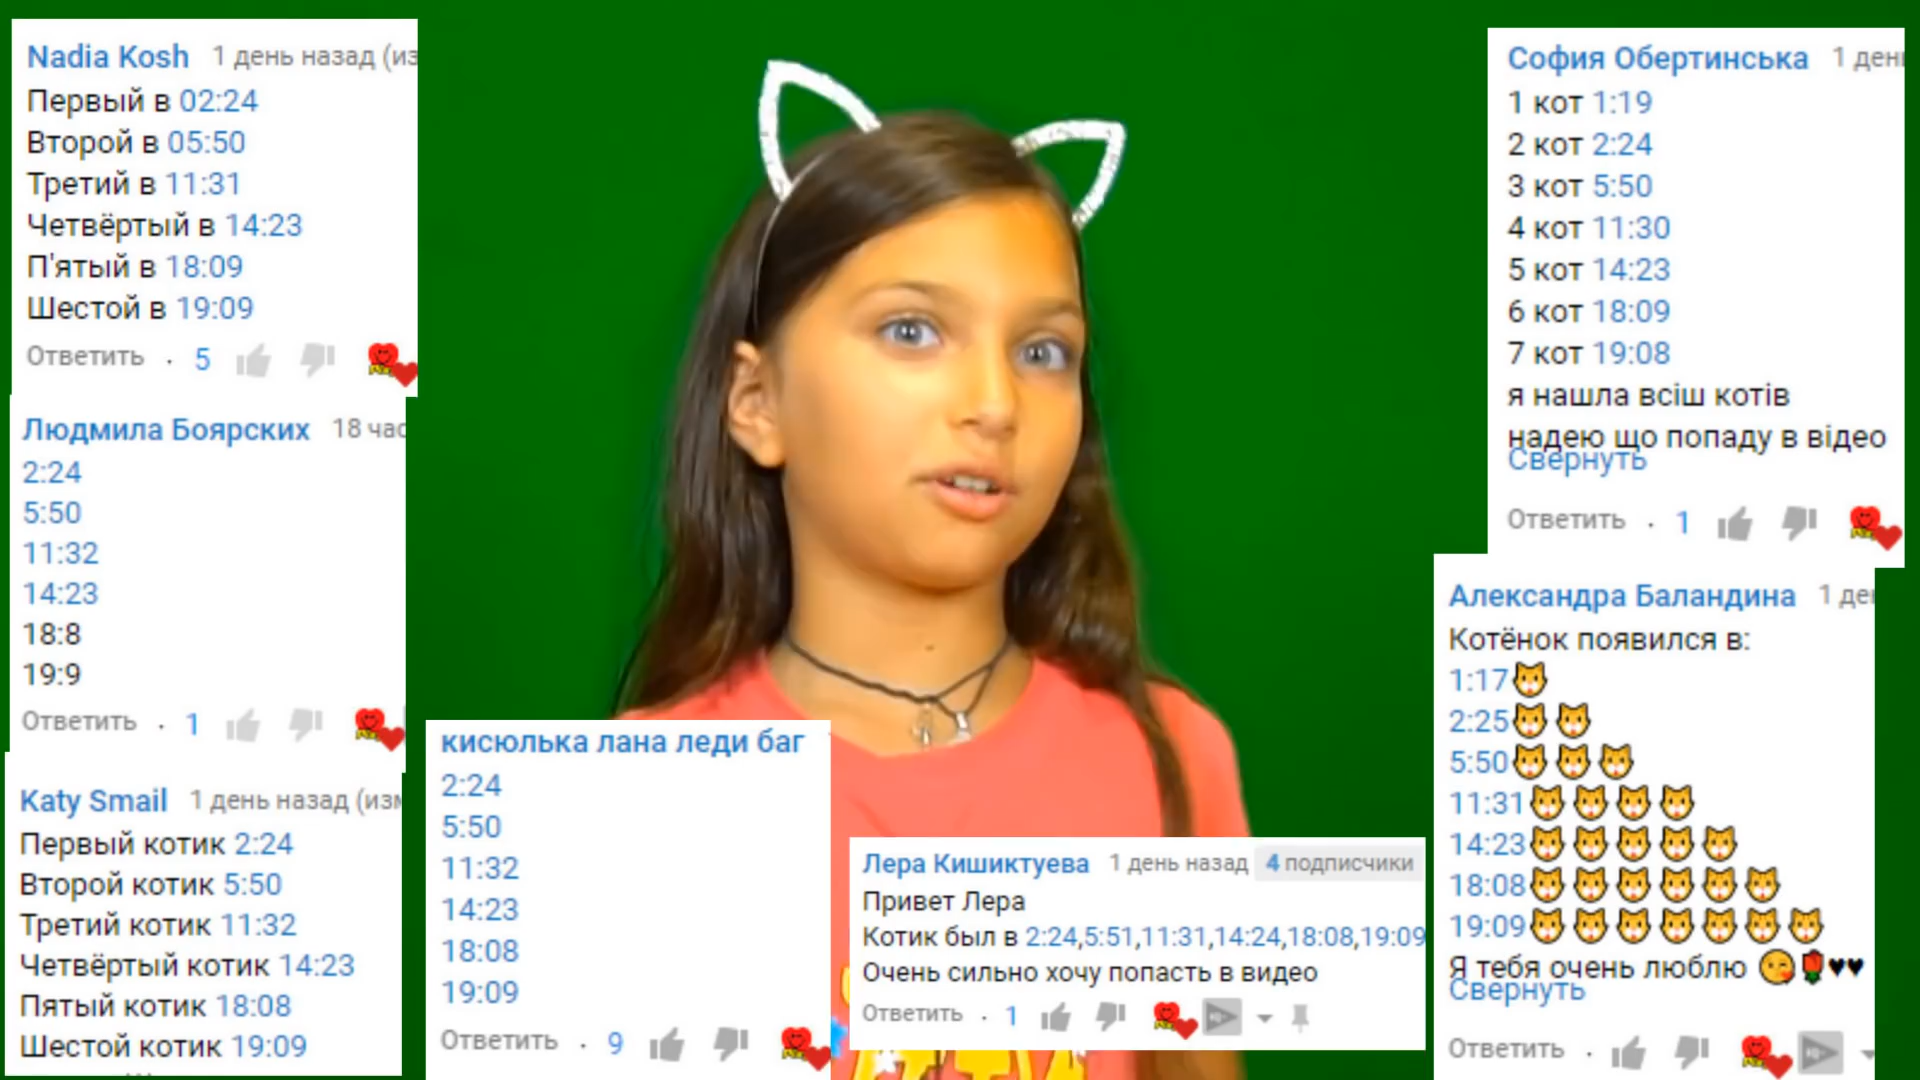 Nadia Kosh 1 день назад (из
Первый в 02:24
Второй в 05:50
Третий в 11:31
Четвёртый в 14:23
П'ятый в 18:09
Шестой в 19:09
Ответить · 5
Людмила Боярских 18 час
2:24
5:50
11:32
14:23
18:8
19:9
Ответить · 1
Katy Smail 1 день назад (изм
Первый котик 2:24
Второй котик 5:50
Третий котик 11:32
Четвёртый котик 14:23
Пятый котик 18:08
Шестой котик 19:09
кисюлька лана леди баг
2:24
5:50
11:32
14:23
18:08
19:09
Ответить · 9
Лера Кишиктуева 1 день назад 4 подписчики
Привет Лера
Котик был в 2:24,5:51,11:31,14:24,18:08,19:09
Очень сильно хочу попасть в видео
Ответить · 1
София Обертинська 1 ден
1 кот 1:19
2 кот 2:24
3 кот 5:50
4 кот 11:30
5 кот 14:23
6 кот 18:09
7 кот 19:08
я нашла всіш котів
надею що попаду в відео
Свернуть
Ответить · 1
Александра Баландина 1 де
Котёнок появился в:
1:17🐱
2:25🐱🐱
5:50🐱🐱🐱
11:31🐱🐱🐱🐱
14:23🐱🐱🐱🐱🐱
18:08🐱🐱🐱🐱🐱🐱
19:09🐱🐱🐱🐱🐱🐱🐱
Я тебя очень люблю 😘🌹♥♥
Свернуть
Ответить ·